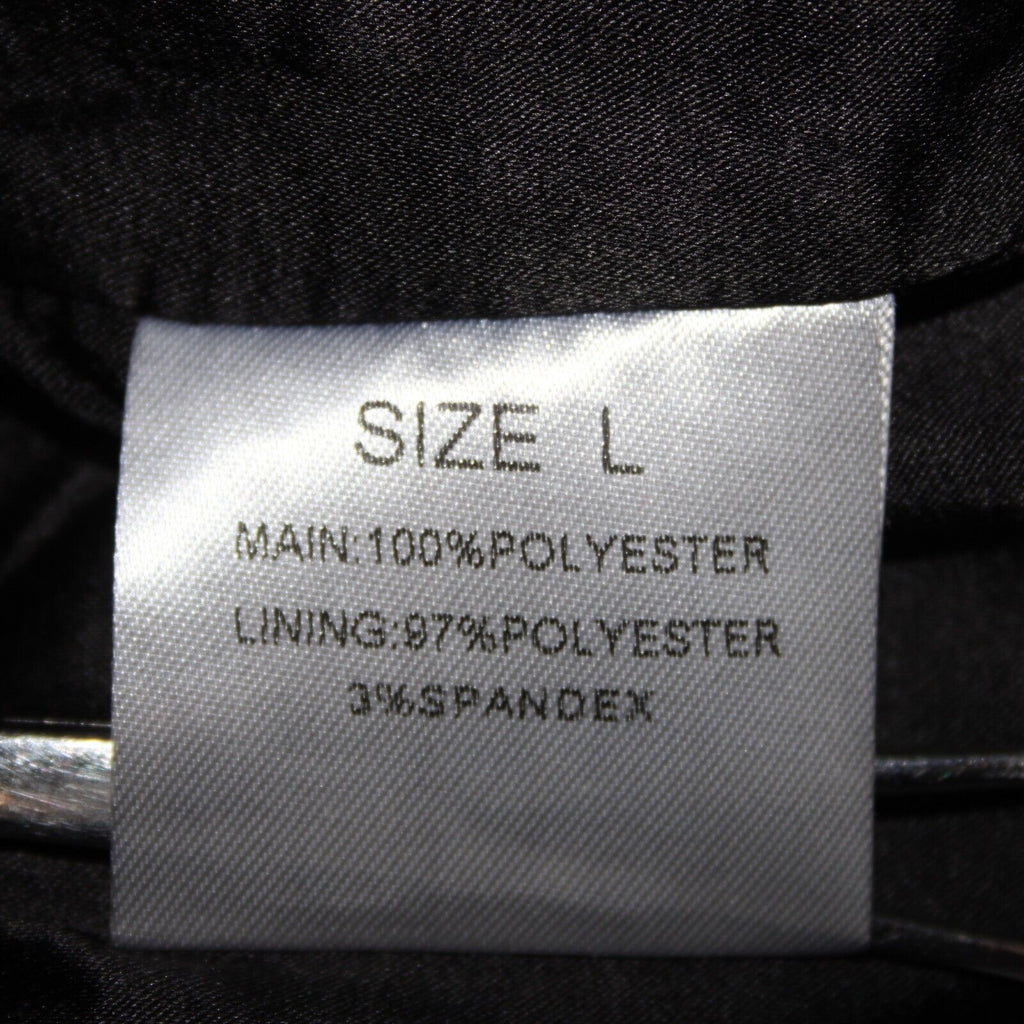 SIZE L
MAIN:100%POLYESTER
LINING:97%POLYESTER
3%SPANDEX